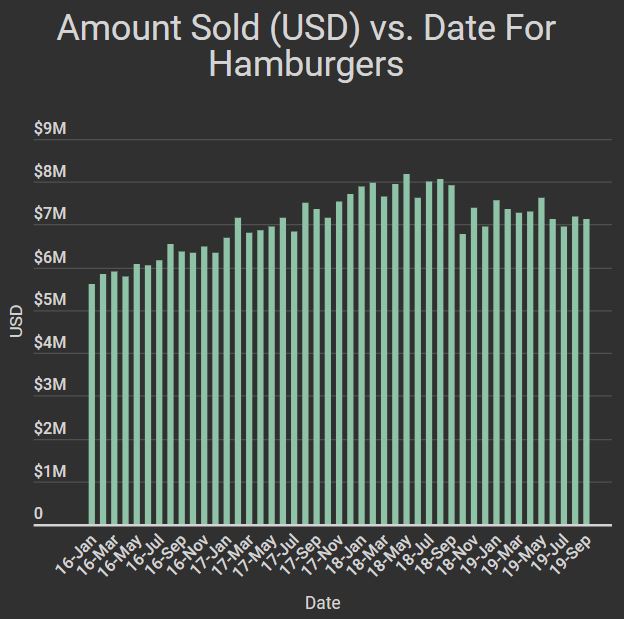 Amount Sold (USD) vs. Date For
Hamburgers
$9M
$8M
$7M
$6M
$5M
$4M
$3M
$2M
$1M
0
USD
16-Jan
16-Mar
16-May
16-Jul
16-Sep
16-Nov
17-Jan
17-Mar
17-May
17-Jul
17-Sep
17-Nov
18-Jan
18-Mar
18-May
18-Jul
18-Sep
18-Nov
19-Jan
19-Mar
19-May
19-Jul
19-Sep
Date